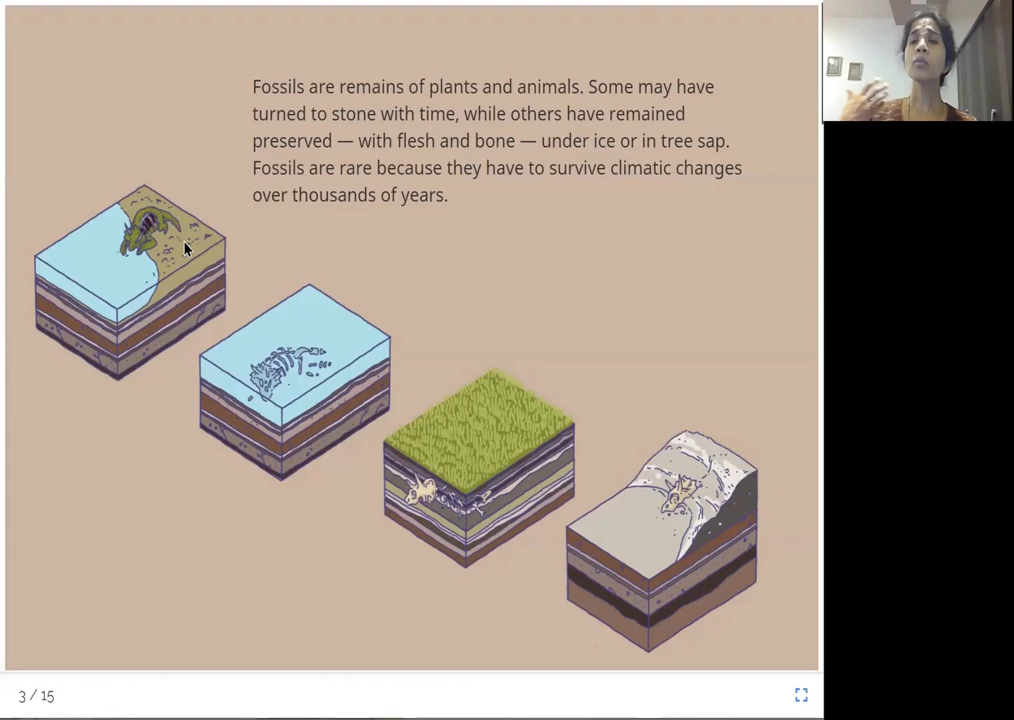 Fossils are remains of plants and animals. Some may have
turned to stone with time, while others have remained
preserved — with flesh and bone — under ice or in tree sap.
Fossils are rare because they have to survive climatic changes
over thousands of years.
3 / 15